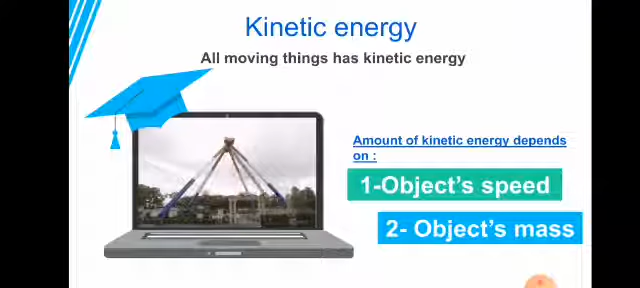 Kinetic energy
All moving things has kinetic energy
Amount of kinetic energy depends
on :
1-Object's speed
2- Object's mass